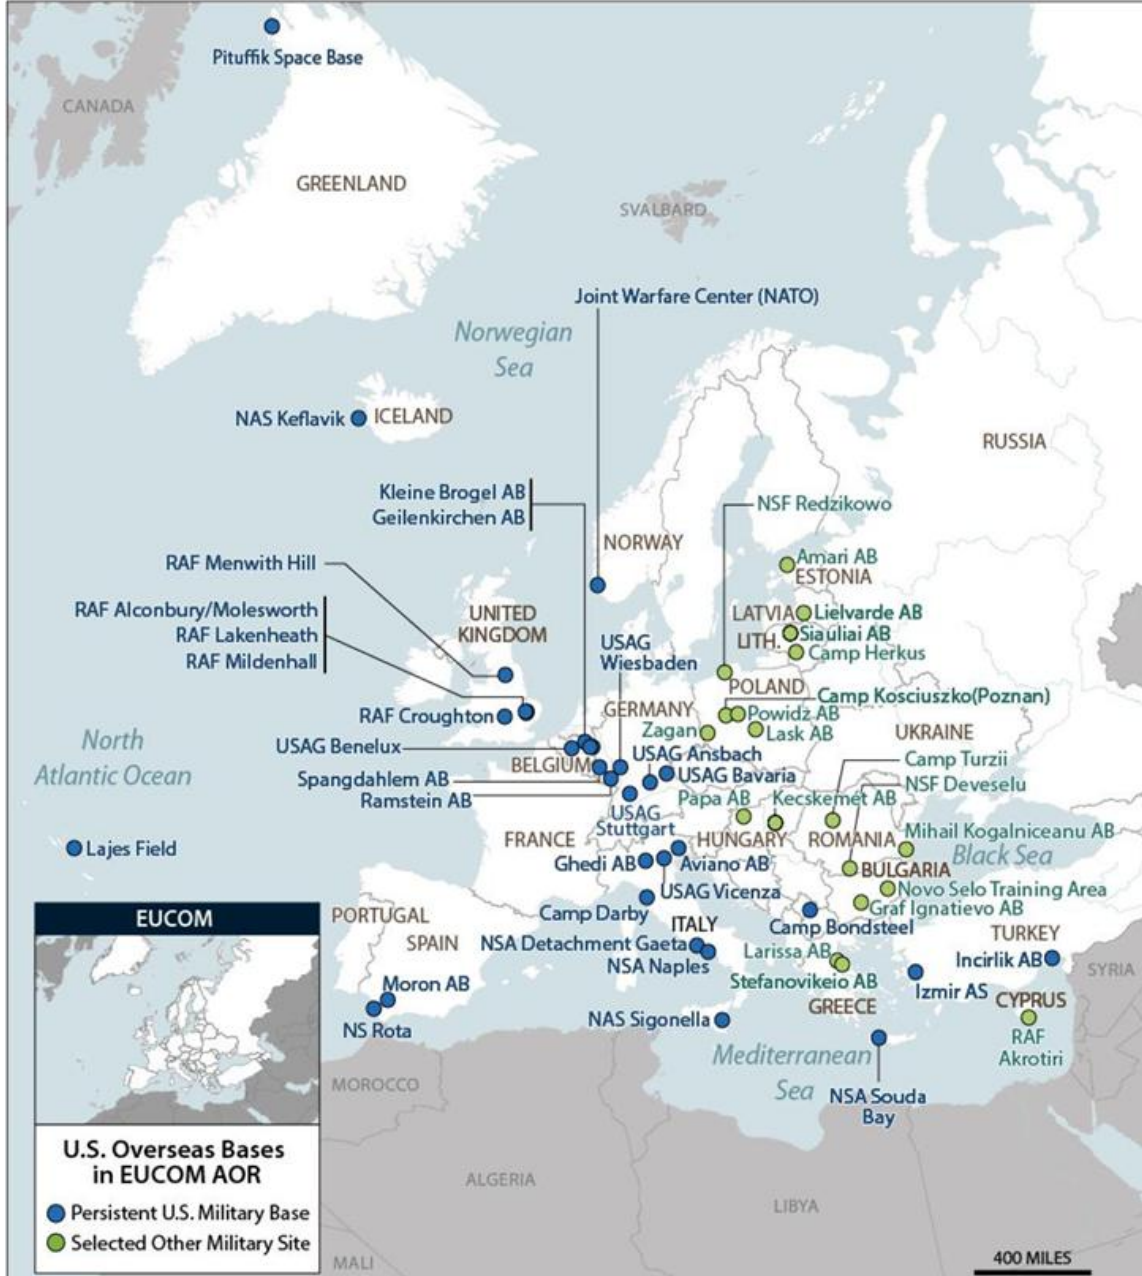 Pituffik Space Base
CANADA
GREENLAND
SVALBARD
Joint Warfare Center (NATO)
Norwegian
Sea
NAS Keflavik
ICELAND
RUSSIA
Kleine Brogel AB
Geilenkirchen AB
NSF Redzikowo
NORWAY
Amari AB
ESTONIA
RAF Menwith Hill
RAF Alconbury/Molesworth
RAF Lakenheath
RAF Mildenhall
UNITED
KINGDOM
LATVIA
Lielvarde AB
LITH.
Siauliai AB
Camp Herkus
USAG
Wiesbaden
POLAND
Camp Kosciuszko(Poznan)
GERMANY
RAF Croughton
Powidz AB
Zagan
Lask AB
UKRAINE
North
Atlantic Ocean
USAG Benelux
BELGIUM
USAG Ansbach
USAG Bavaria
Camp Turzii
Spangdahlem AB
Ramstein AB
NSF Deveselu
Papa AB
Kecskemét AB
USAG
Stuttgart
FRANCE
HUNGARY
ROMANIA
Mihail Kogalniceanu AB
Lajes Field
Black Sea
Ghedi AB
Aviano AB
BULGARIA
USAG Vicenza
Novo Selo Training Area
Camp Darby
Graf Ignatievo AB
PORTUGAL
SPAIN
ITALY
Camp Bondsteel
TURKEY
NSA Detachment Gaeta
NSA Naples
Larissa AB
Stefanovikeio AB
Incirlik AB
SYRIA
Moron AB
Izmir AS
NS Rota
NAS Sigonella
GREECE
CYPRUS
RAF
Akrotiri
Mediterranean
Sea
NSA Souda
Bay
MOROCCO
ALGERIA
LIBYA
MALI
EUCOM
U.S. Overseas Bases
in EUCOM AOR
Persistent U.S. Military Base
Selected Other Military Site
400 MILES